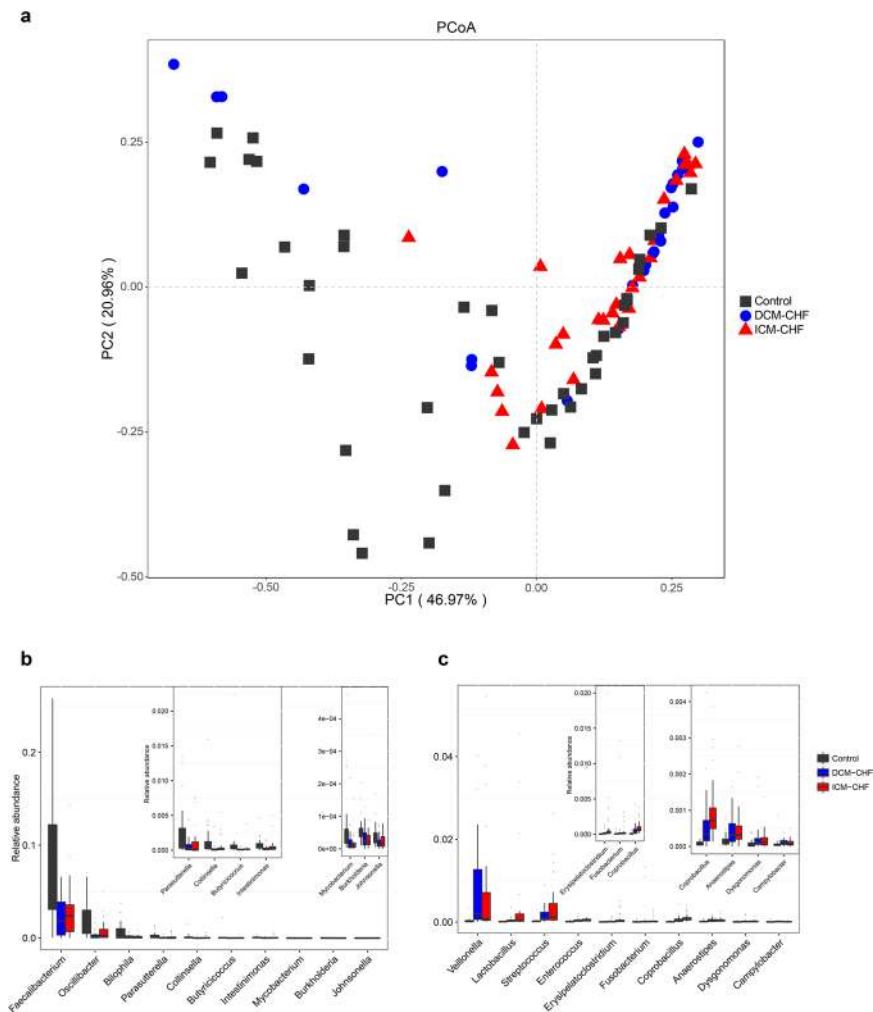 a
PCoA
0.25
0.00
-0.25
-0.50
PC2 ( 20.96% )
-0.50
-0.25
0.00
0.25
PC1 ( 46.97% )
Control
DCM-CHF
ICM-CHF
b
Relative abundance
0.2
0.1
0.0
Relative abundance
0.020
0.015
0.010
0.005
0.000
Parasutterella
Collinsella
Butyricicoccus
Intestinimonas
4e-04
2e-04
0e+00
Mycobacterium
Burkholderia
Johnsonella
Faecalibacterium
Oscillibacter
Bilophila
Parasutterella
Collinsella
Butyricicoccus
Intestinimonas
Mycobacterium
Burkholderia
Johnsonella
c
0.04
0.02
0.00
Relative abundance
0.020
0.015
0.010
0.005
0.000
Erysipelatoclostridium
Fusobacterium
Coprobacillus
Relative abundance
0.004
0.003
0.002
0.001
0.000
Coprobacillus
Anaerostipes
Dysgonomonas
Campylobacter
Veillonella
Lactobacillus
Streptococcus
Enterococcus
Erysipelatoclostridium
Fusobacterium
Coprobacillus
Anaerostipes
Dysgonomonas
Campylobacter
Control
DCM-CHF
ICM-CHF